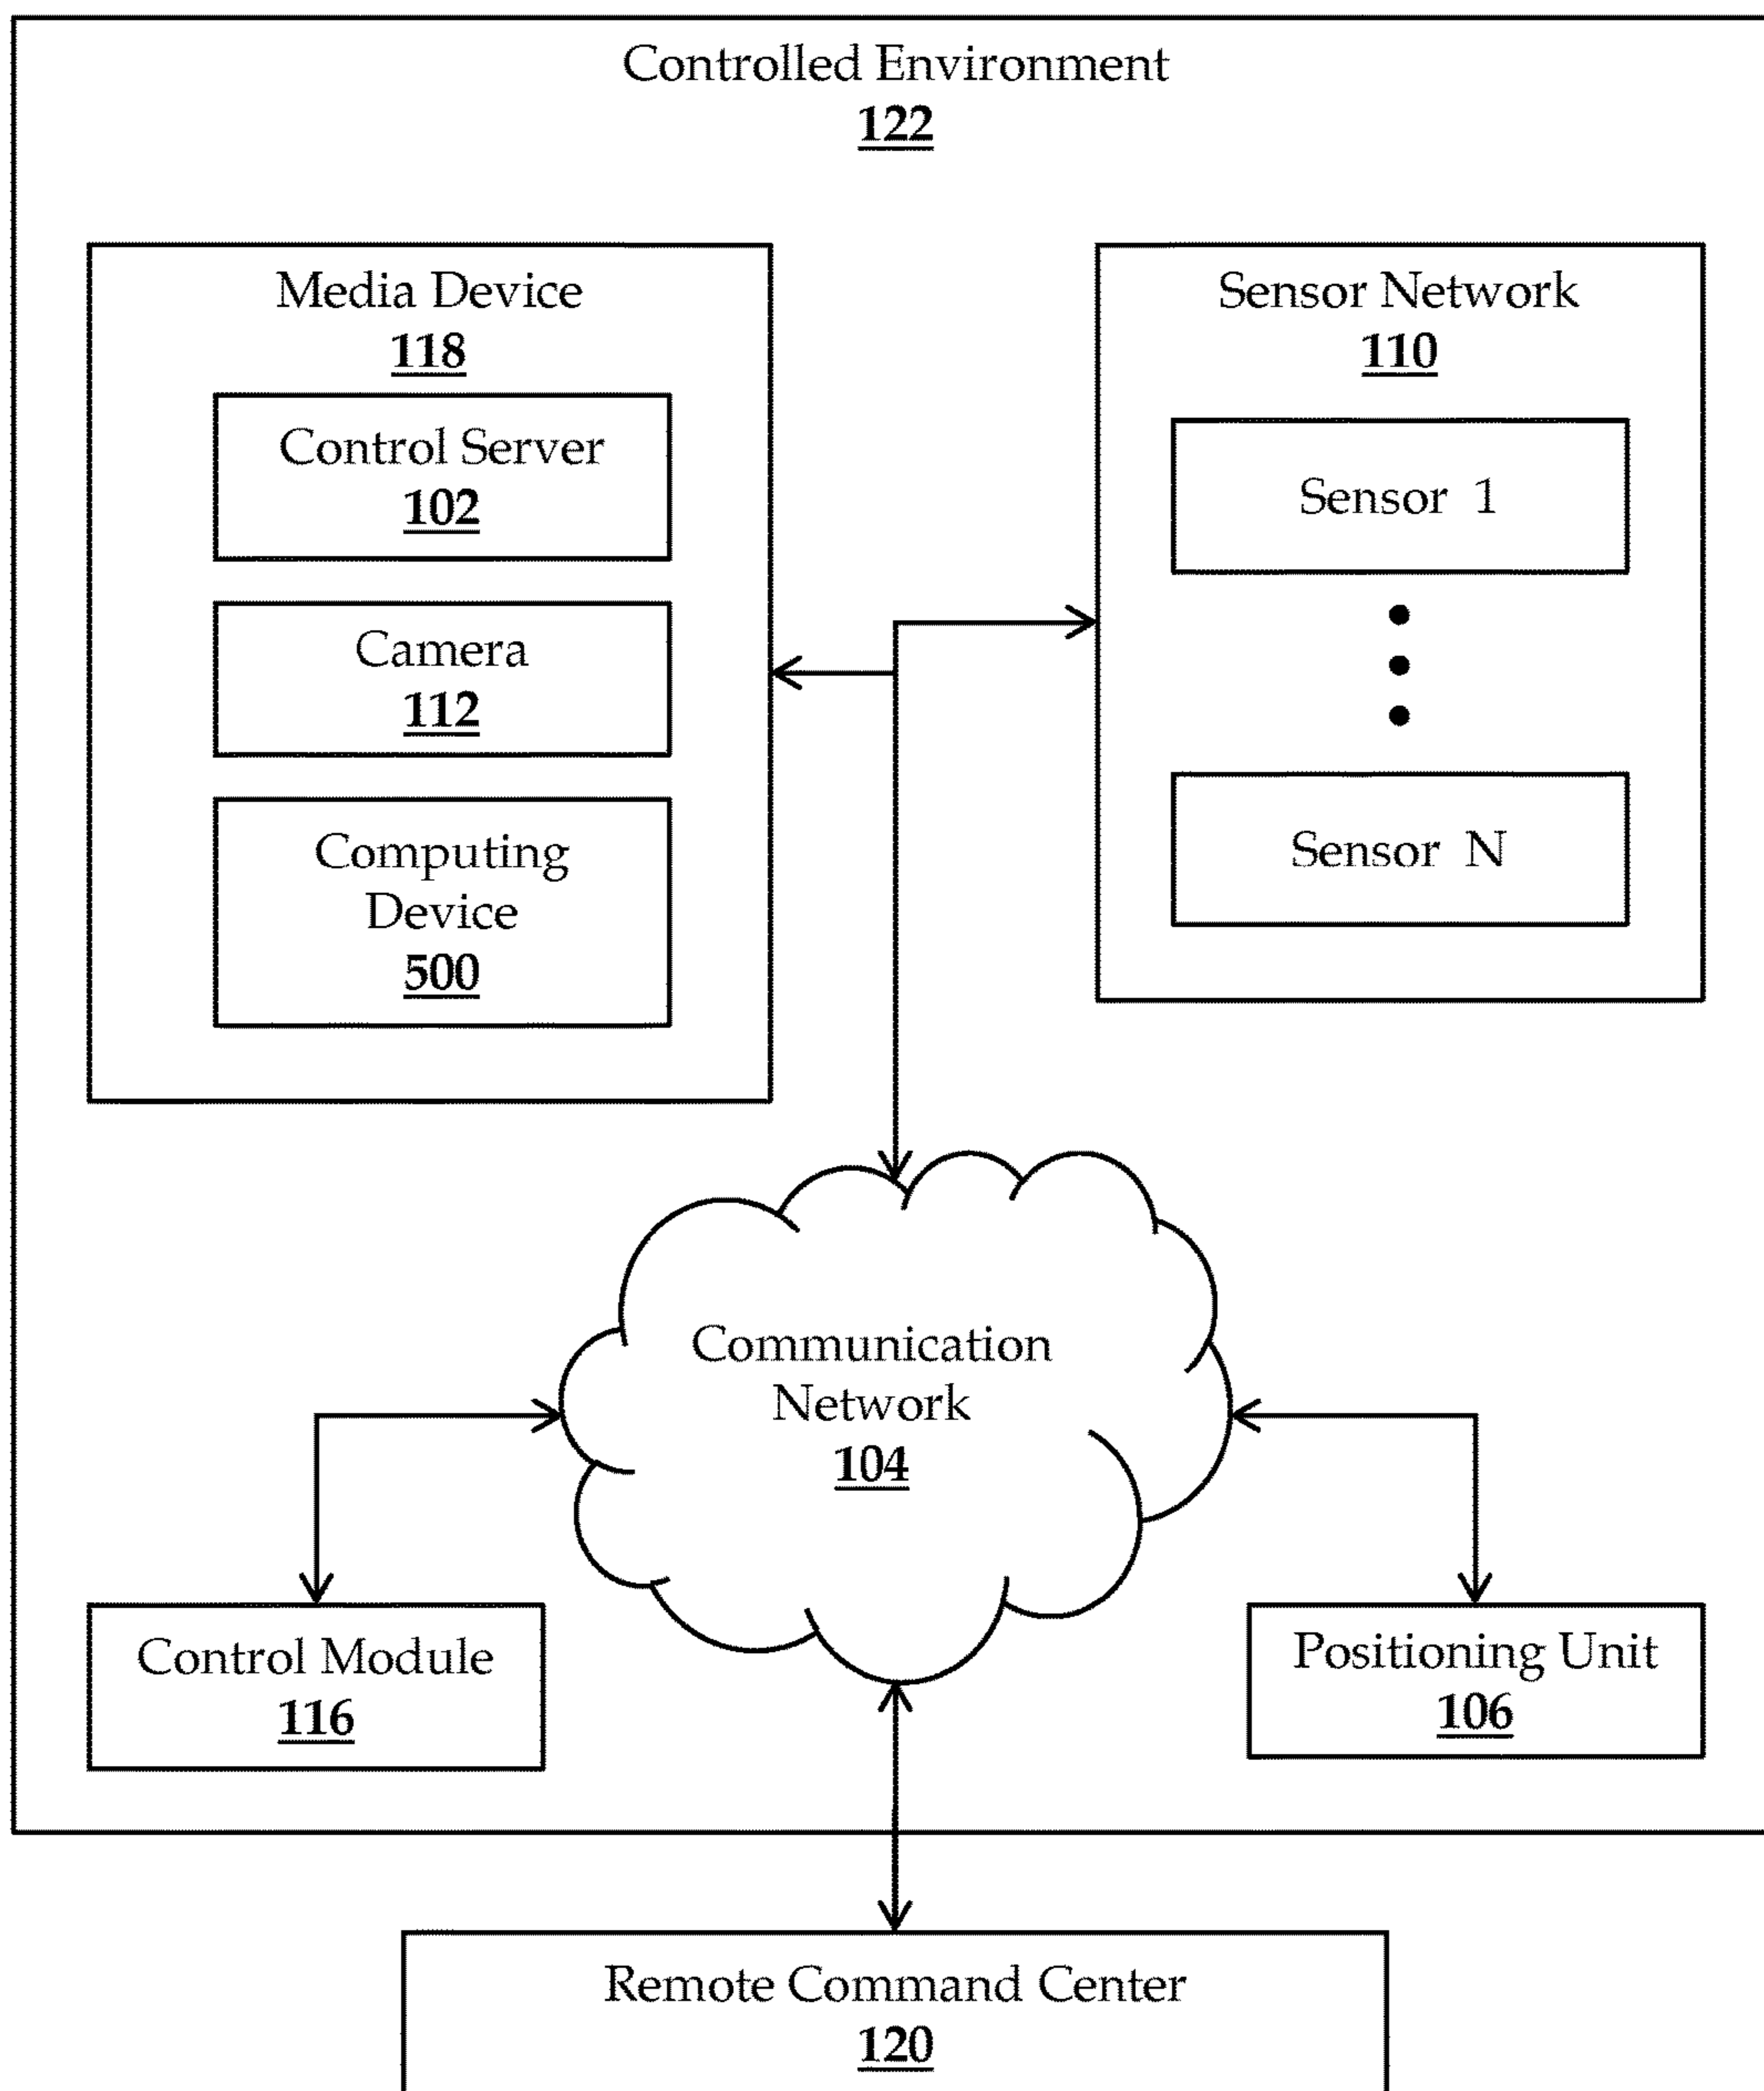 Controlled Environment
122
Media Device
118
Control Server
102
Camera
112
Computing
Device
500
Sensor Network
110
Sensor 1
Sensor N
Communication
Network
104
Control Module
116
Positioning Unit
106
Remote Command Center
120